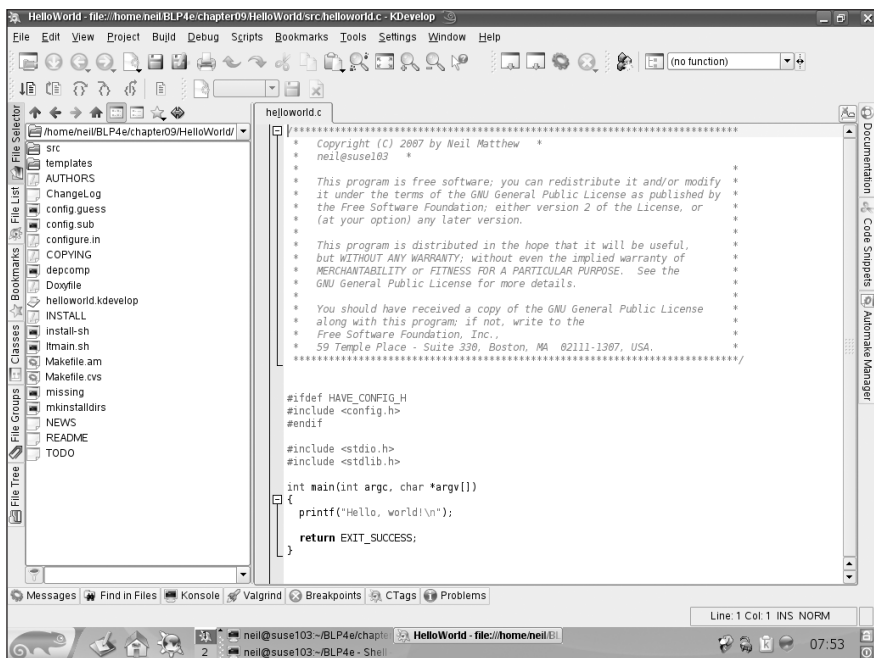 HelloWorld - file:///home/neil/BLP4e/chapter09/HelloWorld/src/helloworld.c - KDevelop
File Edit View Project Build Debug Scripts Bookmarks Tools Settings Window Help
(no function)
File Selector
File List
Bookmarks
Classes
File Groups
File Tree
/home/neil/BLP4e/chapter09/HelloWorld/
src
templates
AUTHORS
ChangeLog
config.guess
config.sub
configure.in
COPYING
depcomp
Doxyfile
helloworld.kdevelop
INSTALL
install-sh
ltmain.sh
Makefile.am
Makefile.cvs
missing
mkinstalldirs
NEWS
README
TODO
helloworld.c
/***************************************************************************
 *   Copyright (C) 2007 by Neil Matthew   *
 *   neil@suse103   *
 *                                                                         *
 *   This program is free software; you can redistribute it and/or modify  *
 *   it under the terms of the GNU General Public License as published by  *
 *   the Free Software Foundation; either version 2 of the License, or     *
 *   (at your option) any later version.                                   *
 *                                                                         *
 *   This program is distributed in the hope that it will be useful,       *
 *   but WITHOUT ANY WARRANTY; without even the implied warranty of        *
 *   MERCHANTABILITY or FITNESS FOR A PARTICULAR PURPOSE.  See the         *
 *   GNU General Public License for more details.                          *
 *                                                                         *
 *   You should have received a copy of the GNU General Public License     *
 *   along with this program; if not, write to the                         *
 *   Free Software Foundation, Inc.,                                       *
 *   59 Temple Place - Suite 330, Boston, MA  02111-1307, USA.             *
 ***************************************************************************/
#ifdef HAVE_CONFIG_H
#include <config.h>
#endif
#include <stdio.h>
#include <stdlib.h>
int main(int argc, char *argv[])
{
  printf("Hello, world!\n");
  return EXIT_SUCCESS;
}
Documentation
Code Snippets
Automake Manager
Messages Find in Files Konsole Valgrind Breakpoints CTags Problems
Line: 1 Col: 1 INS NORM
2
neil@suse103:~/BLP4e/chapte
neil@suse103:~/BLP4e - Shell
HelloWorld - file:///home/neil/BL
07:53